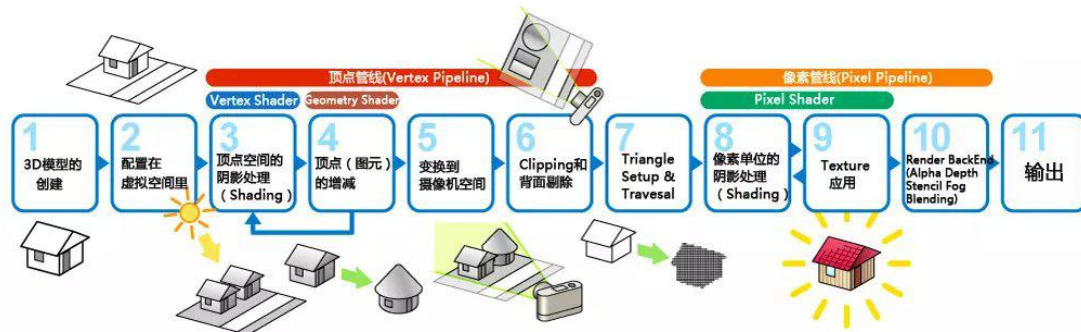 顶点管线(Vertex Pipeline)
像素管线(Pixel Pipeline)
Vertex Shader
Geometry Shader
Pixel Shader
1
3D模型的
创建
2
配置在
虚拟空间里
3
顶点空间的
阴影处理
（Shading）
4
顶点（图元）
的增减
5
变换到
摄像机空间
6
Clipping和
背面剔除
7
Triangle
Setup &
Travesal
8
像素单位的
阴影处理
（Shading）
9
Texture
应用
10
Render BackEnd
(Alpha Depth
Stencil Fog
Blending)
11
输出